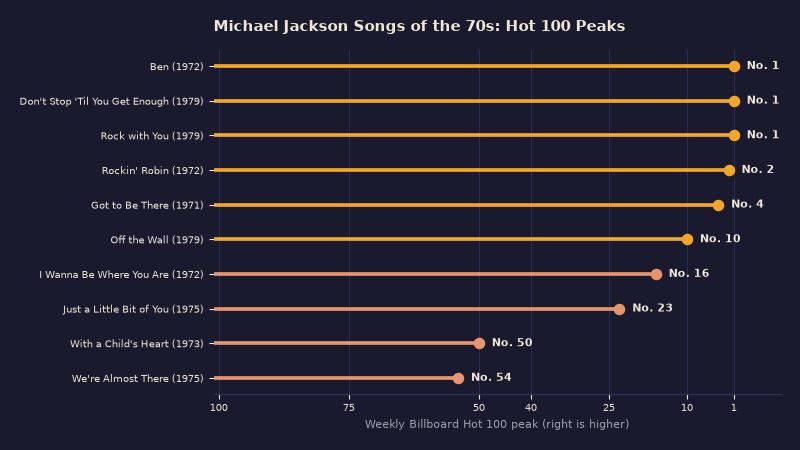 Michael Jackson Songs of the 70s: Hot 100 Peaks
Ben (1972) No. 1
Don't Stop 'Til You Get Enough (1979) No. 1
Rock with You (1979) No. 1
Rockin' Robin (1972) No. 2
Got to Be There (1971) No. 4
Off the Wall (1979) No. 10
I Wanna Be Where You Are (1972) No. 16
Just a Little Bit of You (1975) No. 23
With a Child's Heart (1973) No. 50
We're Almost There (1975) No. 54
100 75 50 40 25 10 1
Weekly Billboard Hot 100 peak (right is higher)